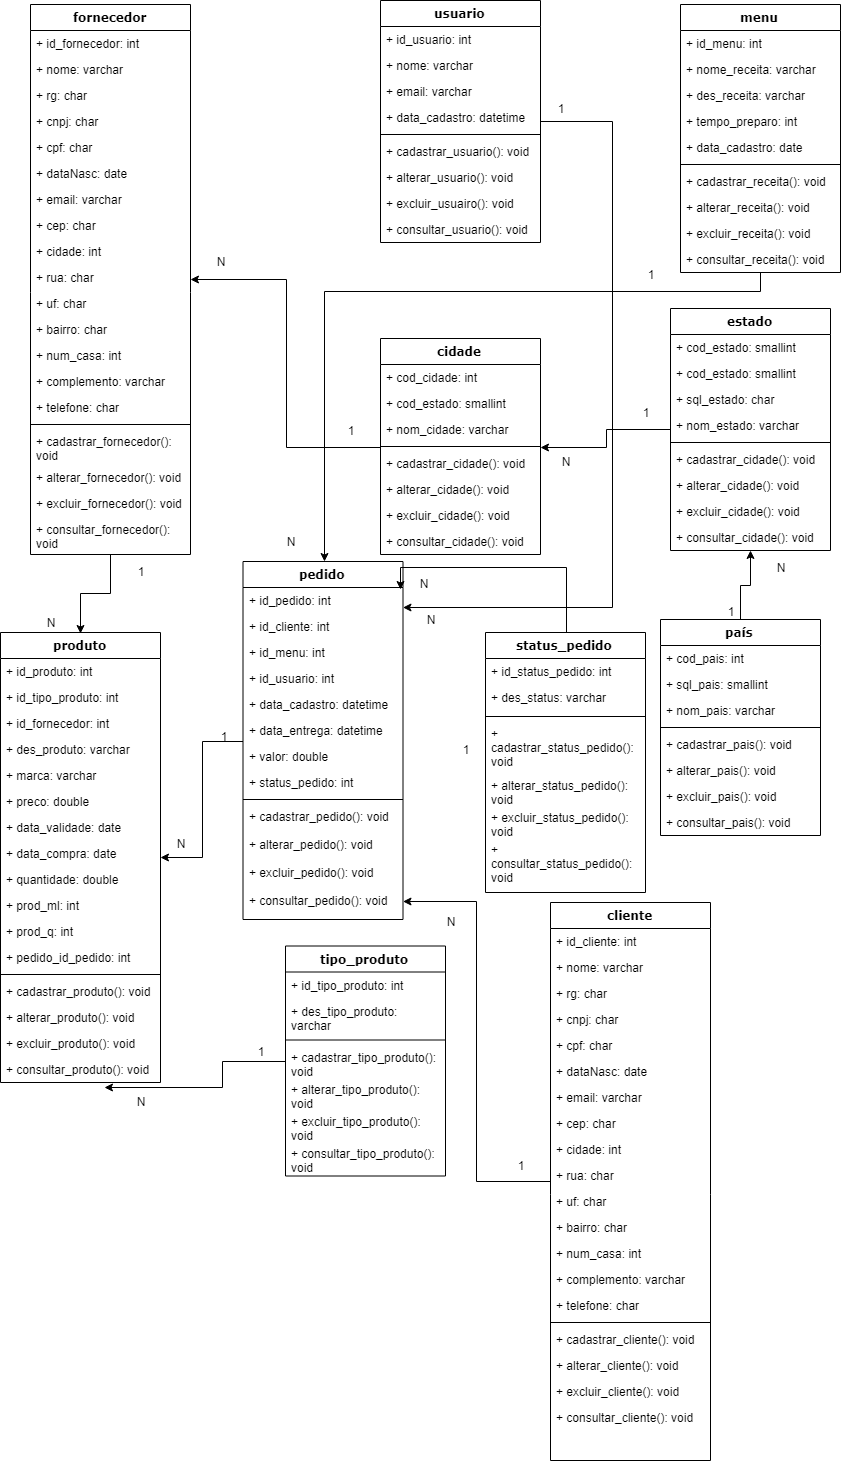 fornecedor
+ id_fornecedor: int
+ nome: varchar
+ rg: char
+ cnpj: char
+ cpf: char
+ dataNasc: date
+ email: varchar
+ cep: char
+ cidade: int
+ rua: char
+ uf: char
+ bairro: char
+ num_casa: int
+ complemento: varchar
+ telefone: char
+ cadastrar_fornecedor():
void
+ alterar_fornecedor(): void
+ excluir_fornecedor(): void
+ consultar_fornecedor():
void
usuario
+ id_usuario: int
+ nome: varchar
+ email: varchar
+ data_cadastro: datetime
+ cadastrar_usuario(): void
+ alterar_usuario(): void
+ excluir_usuairo(): void
+ consultar_usuario(): void
1
menu
+ id_menu: int
+ nome_receita: varchar
+ des_receita: varchar
+ tempo_preparo: int
+ data_cadastro: date
+ cadastrar_receita(): void
+ alterar_receita(): void
+ excluir_receita(): void
+ consultar_receita(): void
N
1
cidade
+ cod_cidade: int
+ cod_estado: smallint
+ nom_cidade: varchar
+ cadastrar_cidade(): void
+ alterar_cidade(): void
+ excluir_cidade(): void
+ consultar_cidade(): void
1
N
1
estado
+ cod_estado: smallint
+ cod_estado: smallint
+ sql_estado: char
+ nom_estado: varchar
+ cadastrar_cidade(): void
+ alterar_cidade(): void
+ excluir_cidade(): void
+ consultar_cidade(): void
N
1
país
+ cod_pais: int
+ sql_pais: smallint
+ nom_pais: varchar
+ cadastrar_pais(): void
+ alterar_pais(): void
+ excluir_pais(): void
+ consultar_pais(): void
1
N
produto
+ id_produto: int
+ id_tipo_produto: int
+ id_fornecedor: int
+ des_produto: varchar
+ marca: varchar
+ preco: double
+ data_validade: date
+ data_compra: date
+ quantidade: double
+ prod_ml: int
+ prod_q: int
+ pedido_id_pedido: int
+ cadastrar_produto(): void
+ alterar_produto(): void
+ excluir_produto(): void
+ consultar_produto(): void
N
pedido
+ id_pedido: int
+ id_cliente: int
+ id_menu: int
+ id_usuario: int
+ data_cadastro: datetime
+ data_entrega: datetime
+ valor: double
+ status_pedido: int
+ cadastrar_pedido(): void
+ alterar_pedido(): void
+ excluir_pedido(): void
+ consultar_pedido(): void
1
N
N
N
1
status_pedido
+ id_status_pedido: int
+ des_status: varchar
+
cadastrar_status_pedido():
void
+ alterar_status_pedido():
void
+ excluir_status_pedido():
void
+
consultar_status_pedido():
void
N
1
tipo_produto
+ id_tipo_produto: int
+ des_tipo_produto:
varchar
+ cadastrar_tipo_produto():
void
+ alterar_tipo_produto():
void
+ excluir_tipo_produto():
void
+ consultar_tipo_produto():
void
1
N
cliente
+ id_cliente: int
+ nome: varchar
+ rg: char
+ cnpj: char
+ cpf: char
+ dataNasc: date
+ email: varchar
+ cep: char
+ cidade: int
+ rua: char
+ uf: char
+ bairro: char
+ num_casa: int
+ complemento: varchar
+ telefone: char
+ cadastrar_cliente(): void
+ alterar_cliente(): void
+ excluir_cliente(): void
+ consultar_cliente(): void